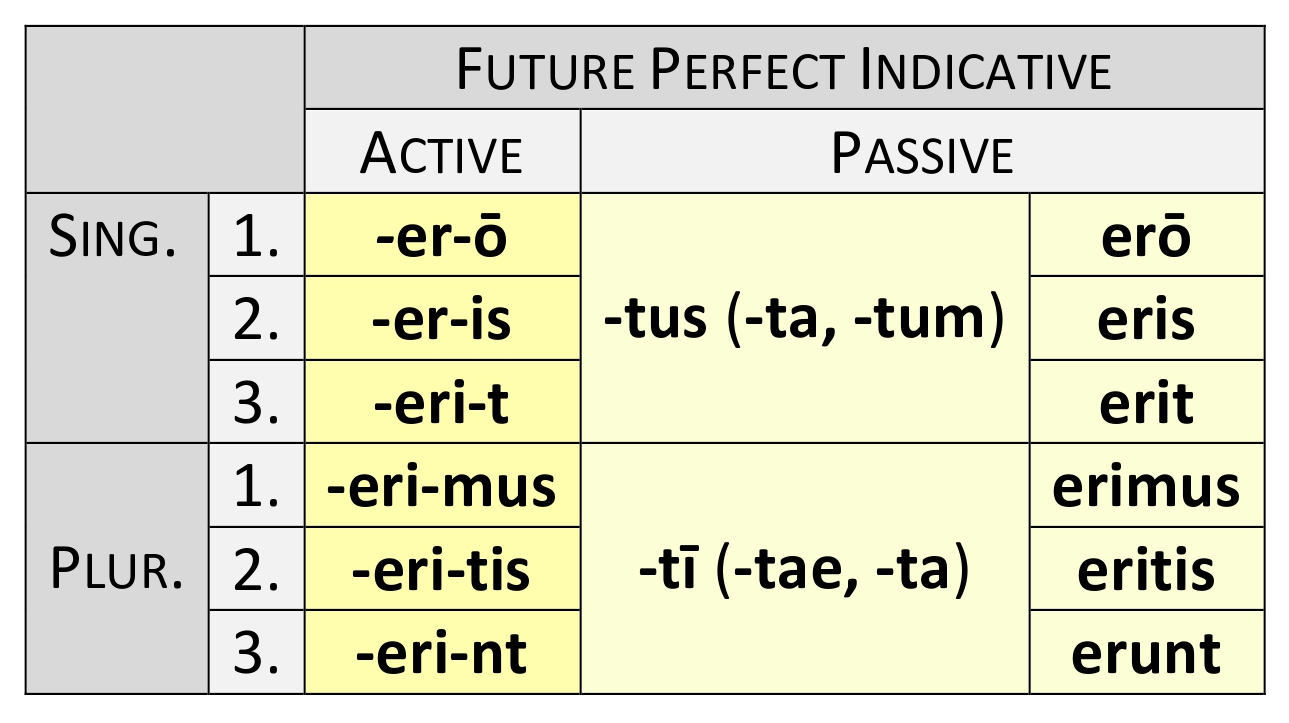 FUTURE PERFECT INDICATIVE
ACTIVE PASSIVE
SING. 1. -er-ō erō
2. -er-is -tus (-ta, -tum) eris
3. -eri-t erit
1. -eri-mus erimus
PLUR. 2. -eri-tis -tī (-tae, -ta) eritis
3. -eri-nt erunt